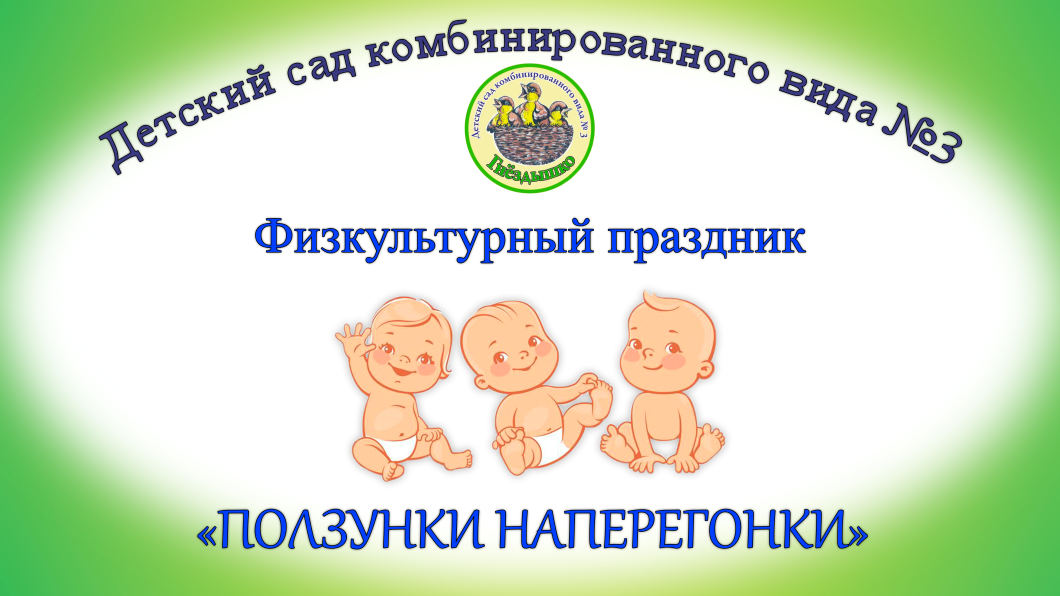 Детский сад комбинированного вида №3
Детский сад комбинированного вида № 3
Гнёздышко
Физкультурный праздник
«ПОЛЗУНКИ НАПЕРЕГОНКИ»